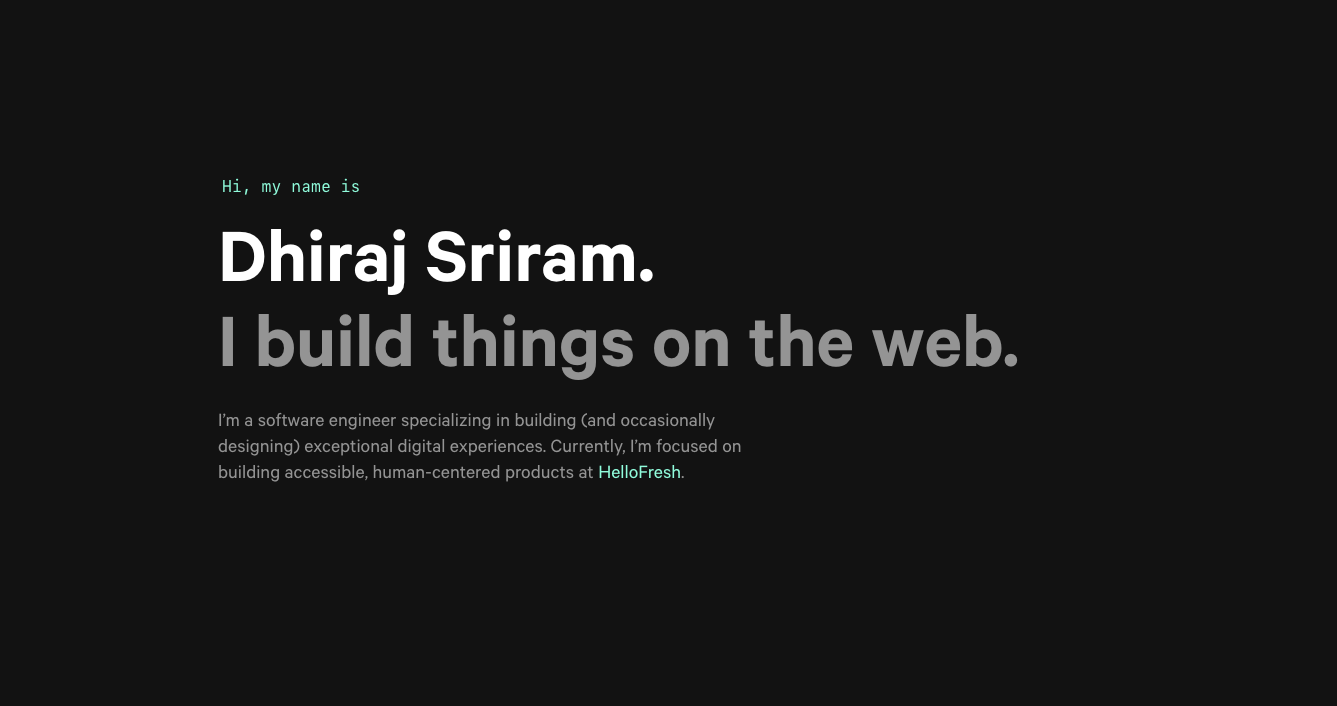 Hi, my name is
Dhiraj Sriram.
I build things on the web.
I’m a software engineer specializing in building (and occasionally
designing) exceptional digital experiences. Currently, I’m focused on
building accessible, human-centered products at HelloFresh.